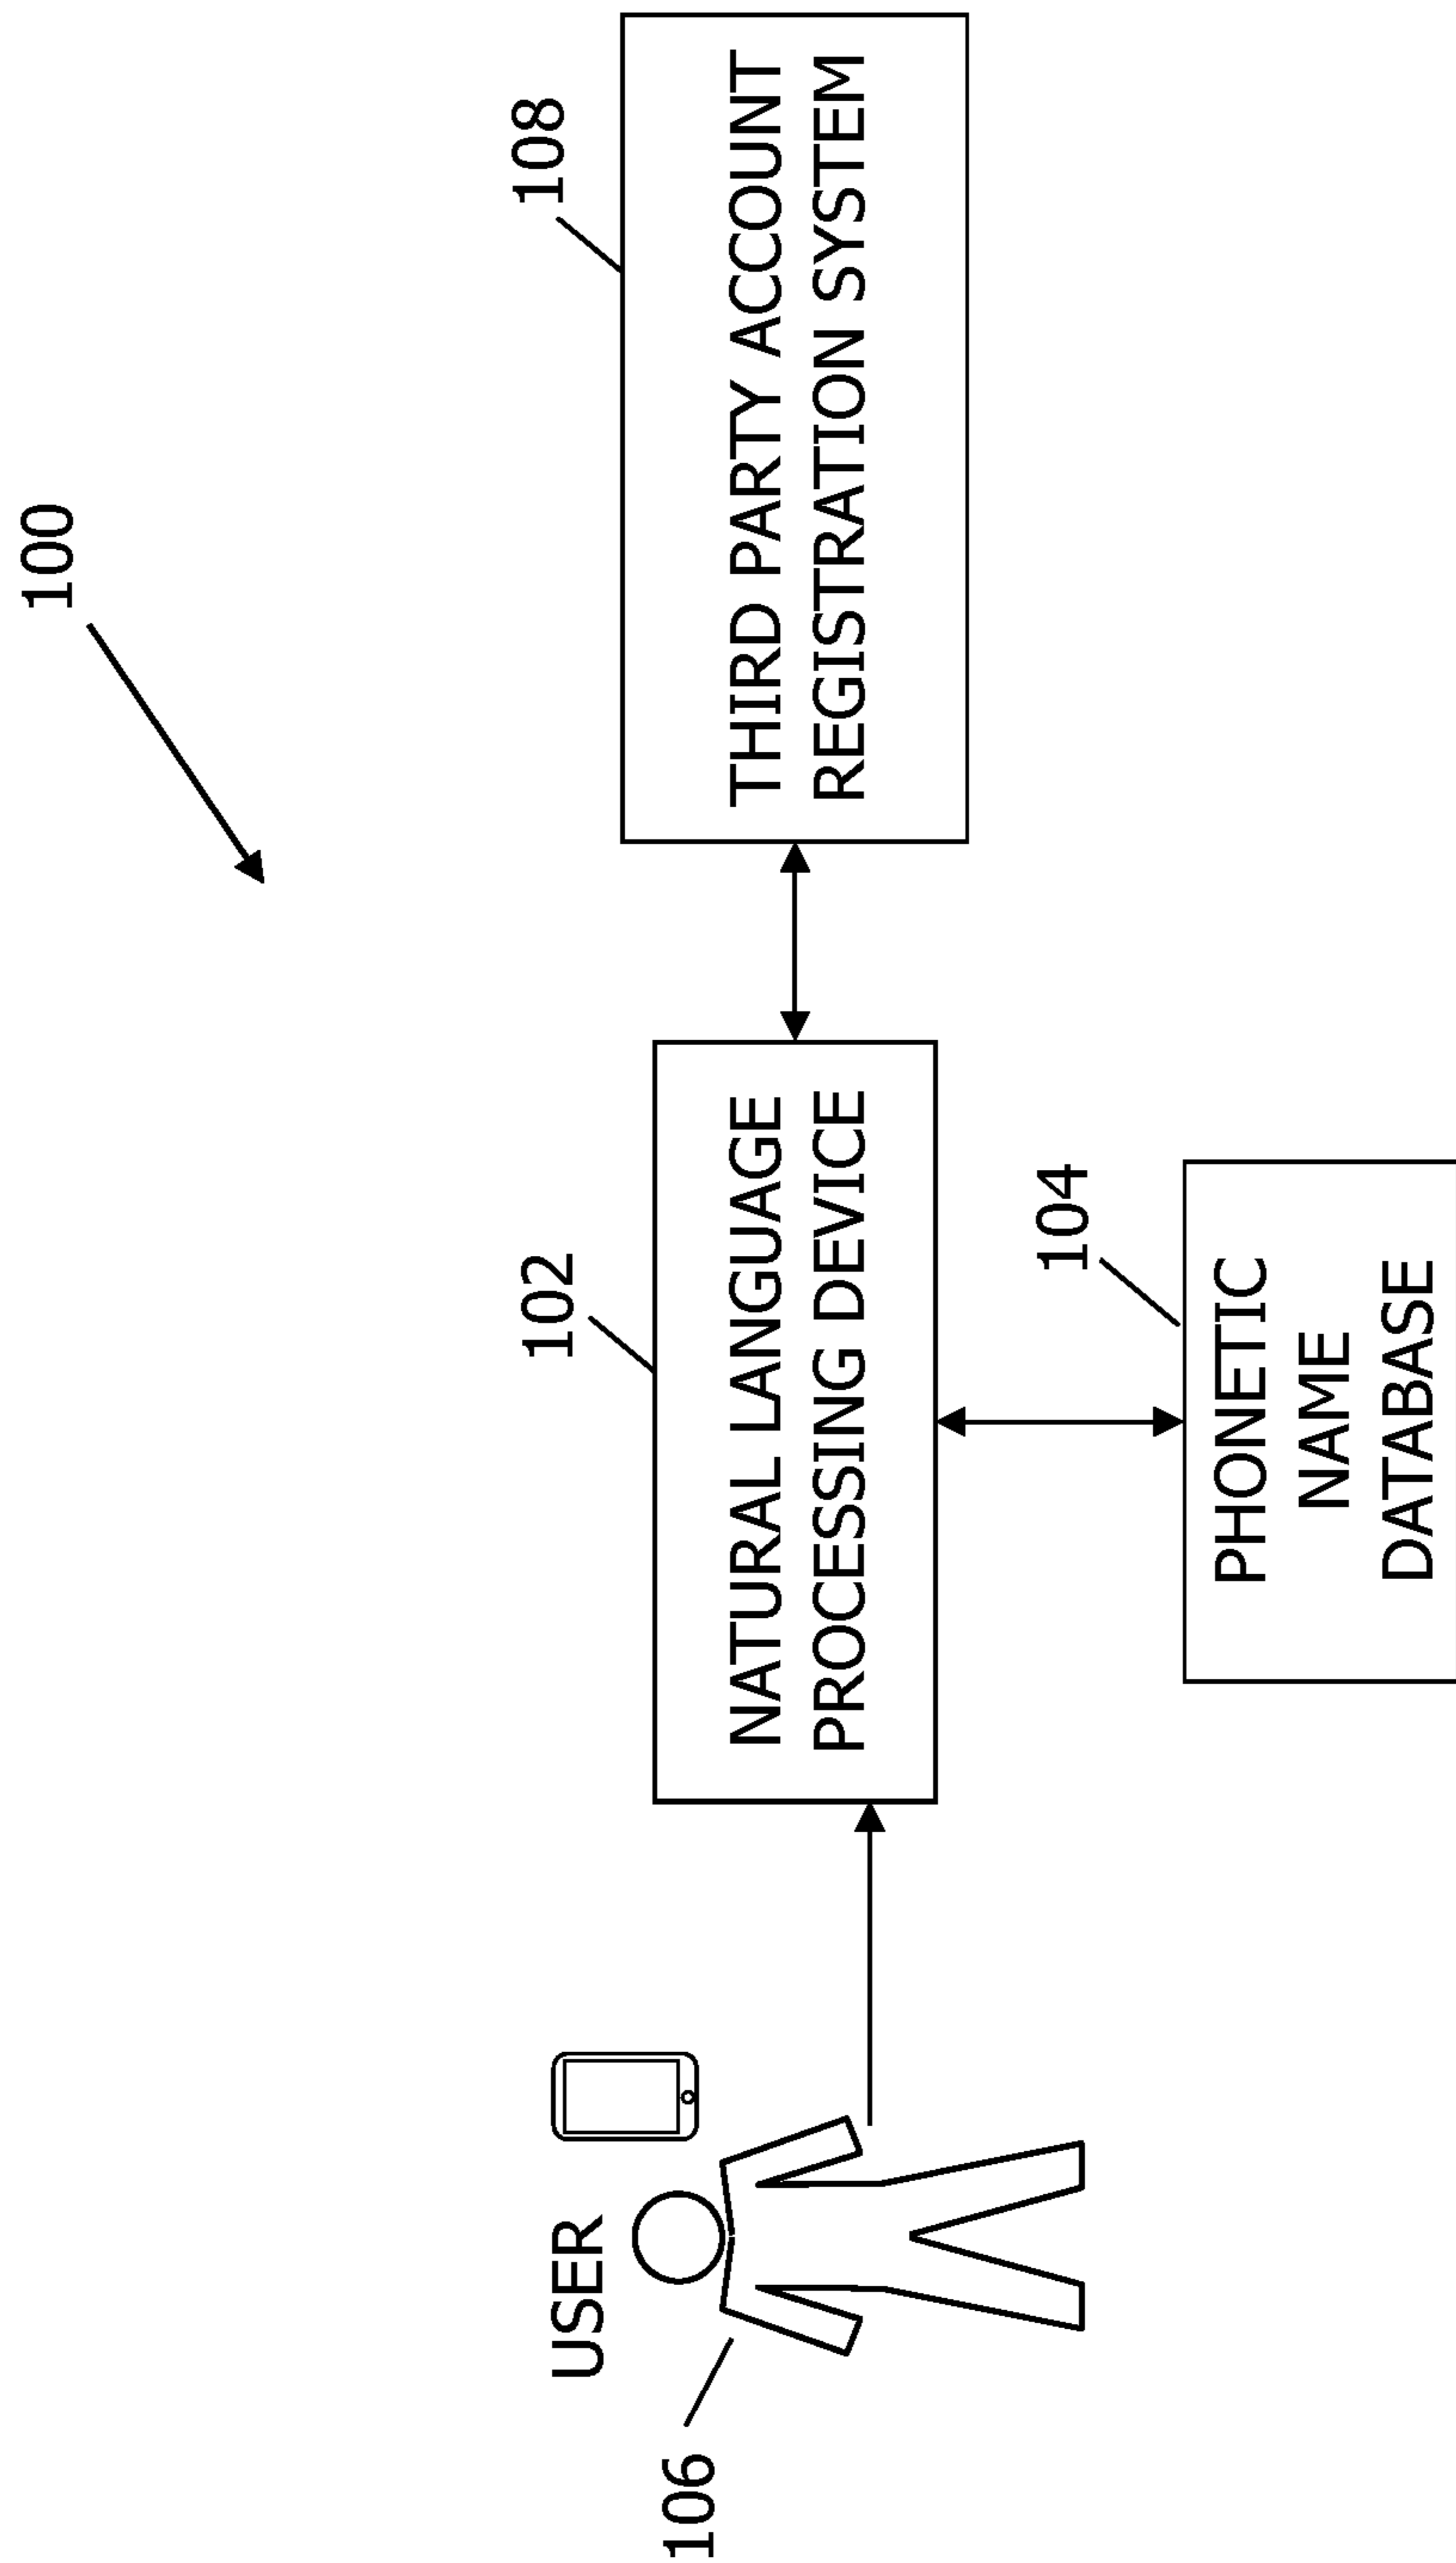 100
USER
106
102
NATURAL LANGUAGE
PROCESSING DEVICE
108
THIRD PARTY ACCOUNT
REGISTRATION SYSTEM
104
PHONETIC
NAME
DATABASE